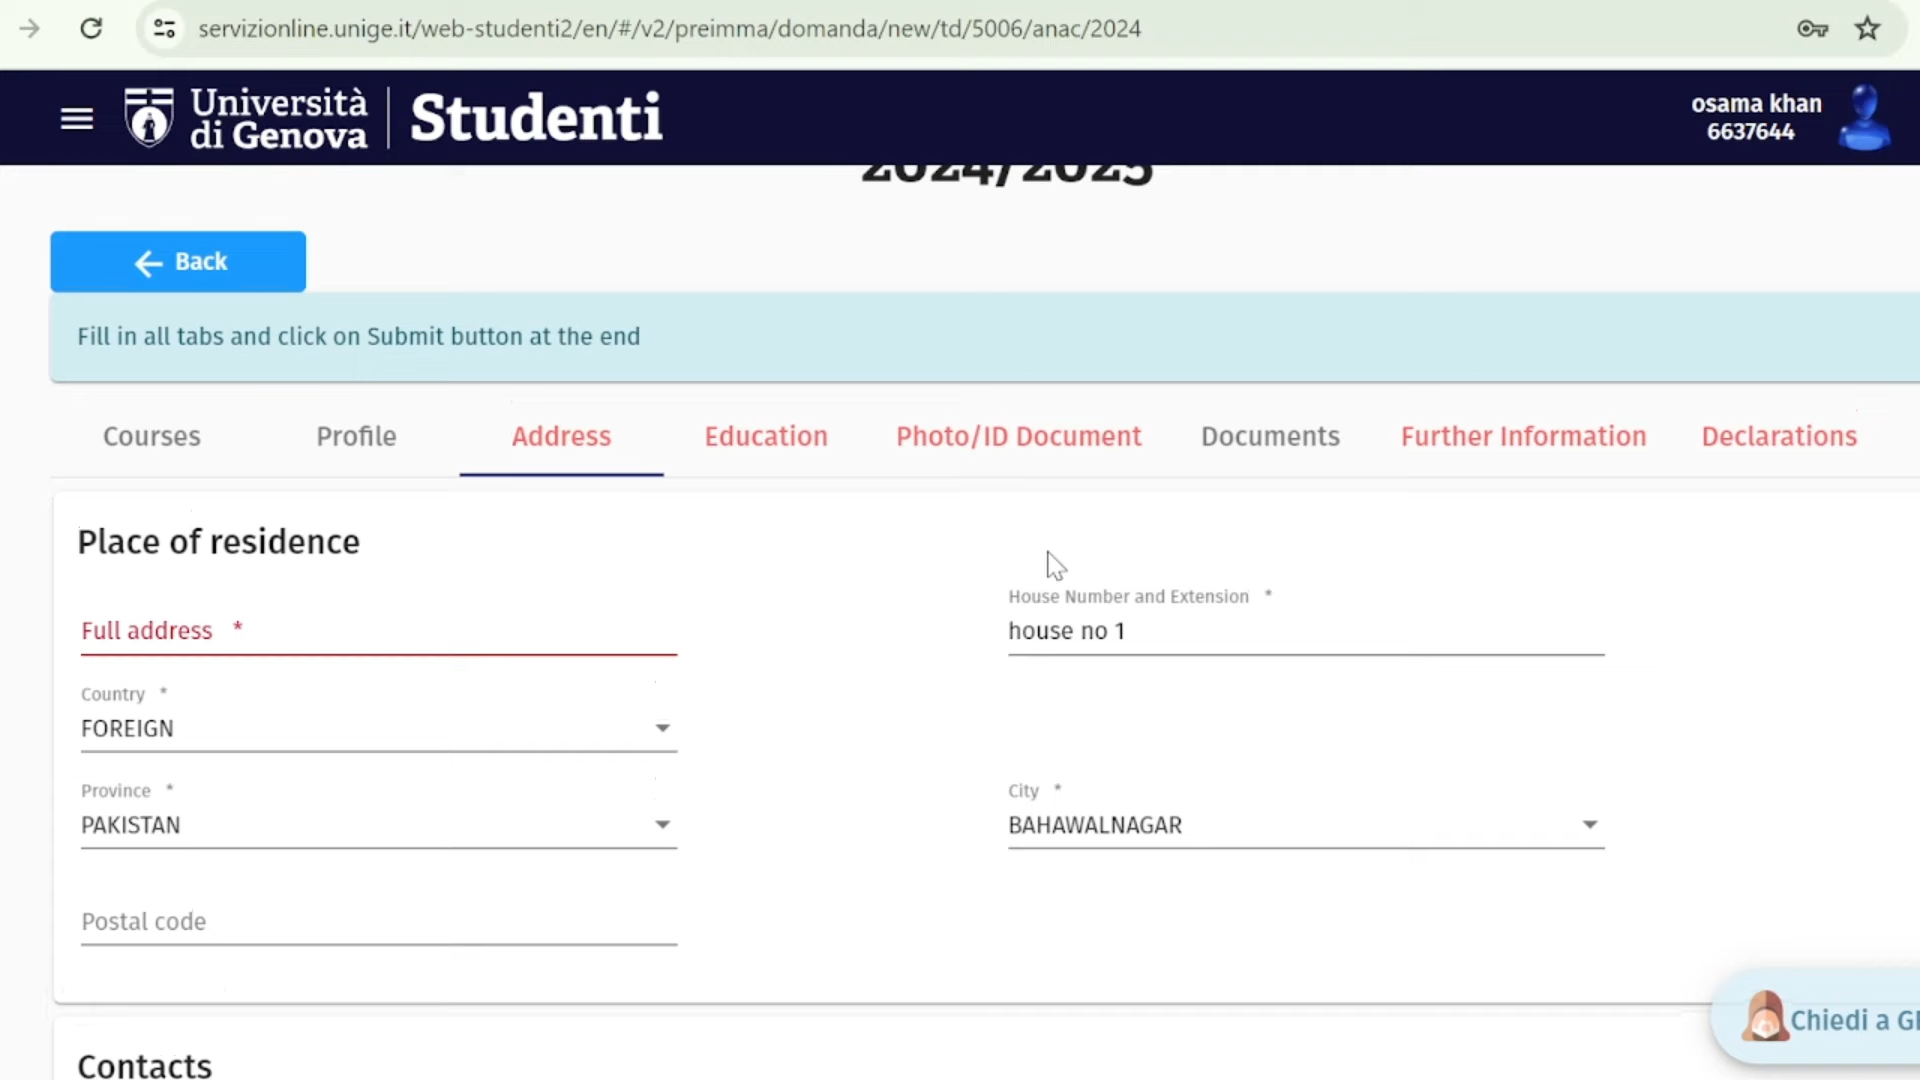 servizionline.unige.it/web-studenti2/en/#/v2/preimma/domanda/new/td/5006/anac/2024
Università
di Genova
Studenti
osama khan
6637644
2024/2025
Back
Fill in all tabs and click on Submit button at the end
Courses Profile Address Education Photo/ID Document Documents Further Information Declarations
Place of residence
House Number and Extension *
Full address *
house no 1
Country *
FOREIGN
Province *
City *
PAKISTAN
BAHAWALNAGAR
Postal code
Chiedi a
Contacts